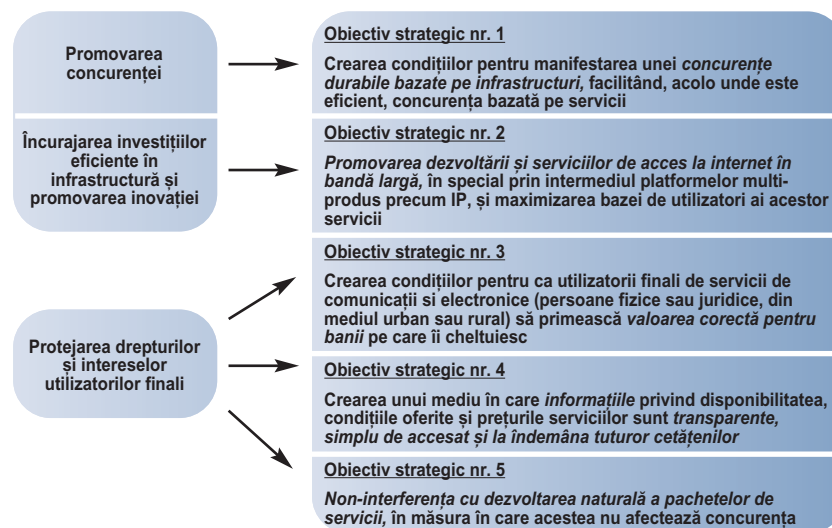 Promovarea
concurenței
Obiectiv strategic nr. 1
Crearea condițiilor pentru manifestarea unei concurențe
durabile bazate pe infrastructuri, facilitând, acolo unde este
eficient, concurența bazată pe servicii
Încurajarea investițiilor
eficiente în
infrastructură și
promovarea inovației
Obiectiv strategic nr. 2
Promovarea dezvoltării și serviciilor de acces la internet în
bandă largă, în special prin intermediul platformelor multi-
produs precum IP, și maximizarea bazei de utilizatori ai acestor
servicii
Protejarea drepturilor
și intereselor
utilizatorilor finali
Obiectiv strategic nr. 3
Crearea condițiilor pentru ca utilizatorii finali de servicii de
comunicații si electronice (persoane fizice sau juridice, din
mediul urban sau rural) să primească valoarea corectă pentru
banii pe care îi cheltuiesc
Obiectiv strategic nr. 4
Crearea unui mediu în care informațiile privind disponibilitatea,
condițiile oferite și prețurile serviciilor sunt transparente,
simplu de accesat și la îndemâna tuturor cetățenilor
Obiectiv strategic nr. 5
Non-interferența cu dezvoltarea naturală a pachetelor de
servicii, în măsura în care acestea nu afectează concurența